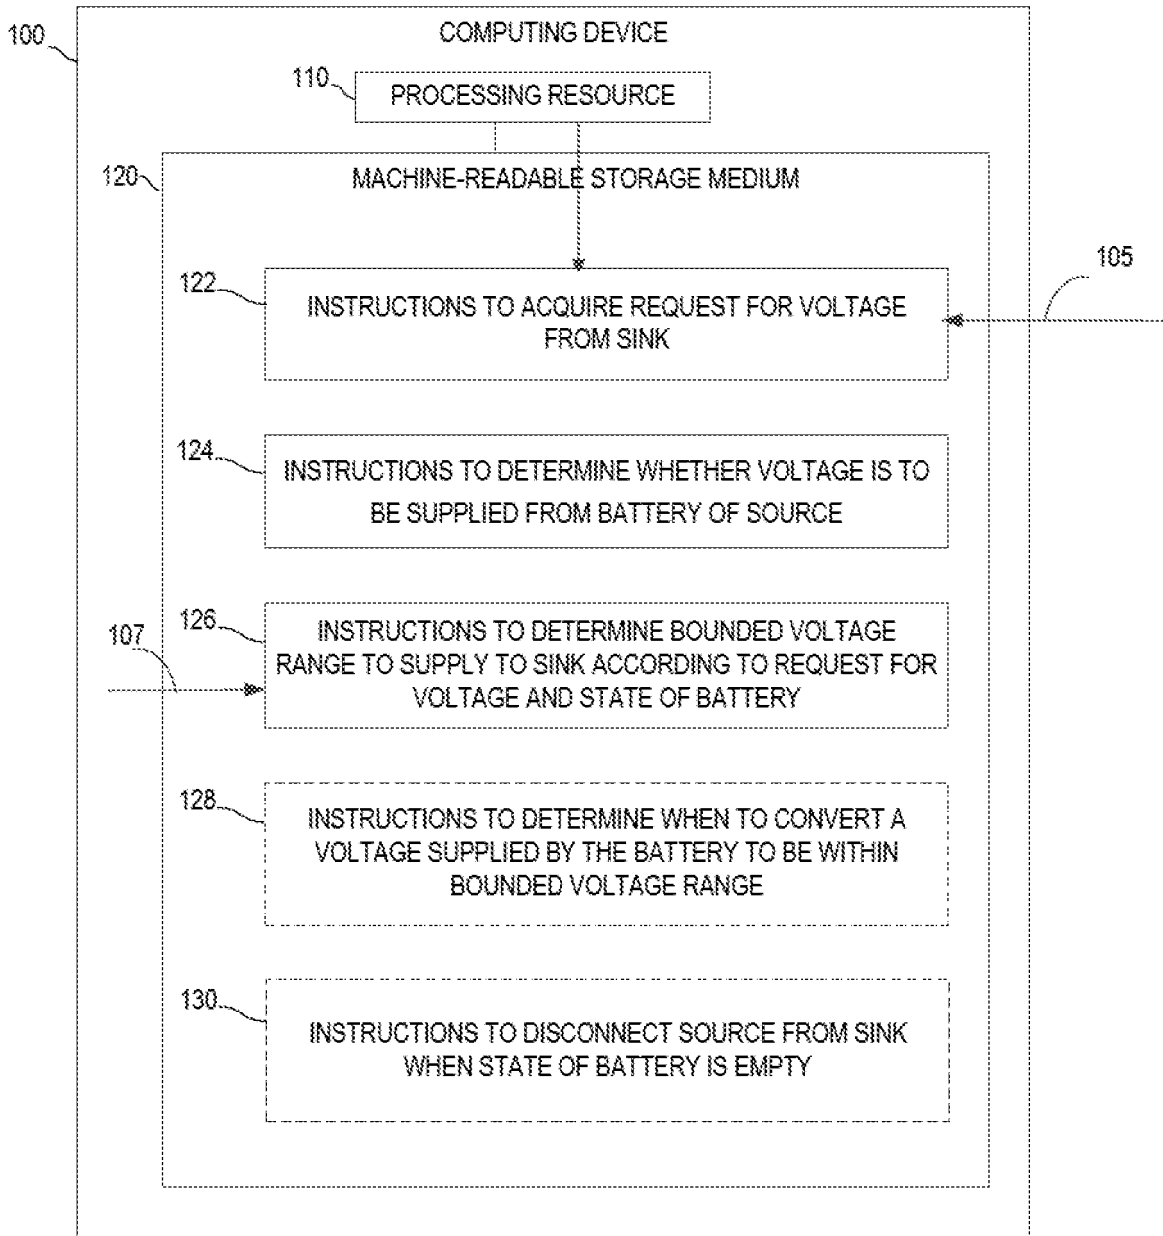 100
COMPUTING DEVICE
110
PROCESSING RESOURCE
120
MACHINE-READABLE STORAGE MEDIUM
122
INSTRUCTIONS TO ACQUIRE REQUEST FOR VOLTAGE
FROM SINK
105
124
INSTRUCTIONS TO DETERMINE WHETHER VOLTAGE IS TO
BE SUPPLIED FROM BATTERY OF SOURCE
126
107
INSTRUCTIONS TO DETERMINE BOUNDED VOLTAGE
RANGE TO SUPPLY TO SINK ACCORDING TO REQUEST FOR
VOLTAGE AND STATE OF BATTERY
128
INSTRUCTIONS TO DETERMINE WHEN TO CONVERT A
VOLTAGE SUPPLIED BY THE BATTERY TO BE WITHIN
BOUNDED VOLTAGE RANGE
130
INSTRUCTIONS TO DISCONNECT SOURCE FROM SINK
WHEN STATE OF BATTERY IS EMPTY